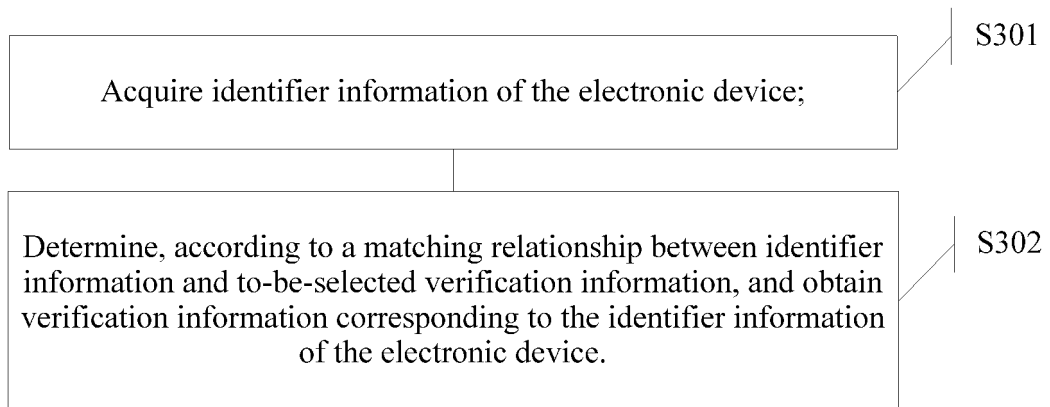 S301
Acquire identifier information of the electronic device;
S302
Determine, according to a matching relationship between identifier
information and to-be-selected verification information, and obtain
verification information corresponding to the identifier information
of the electronic device.